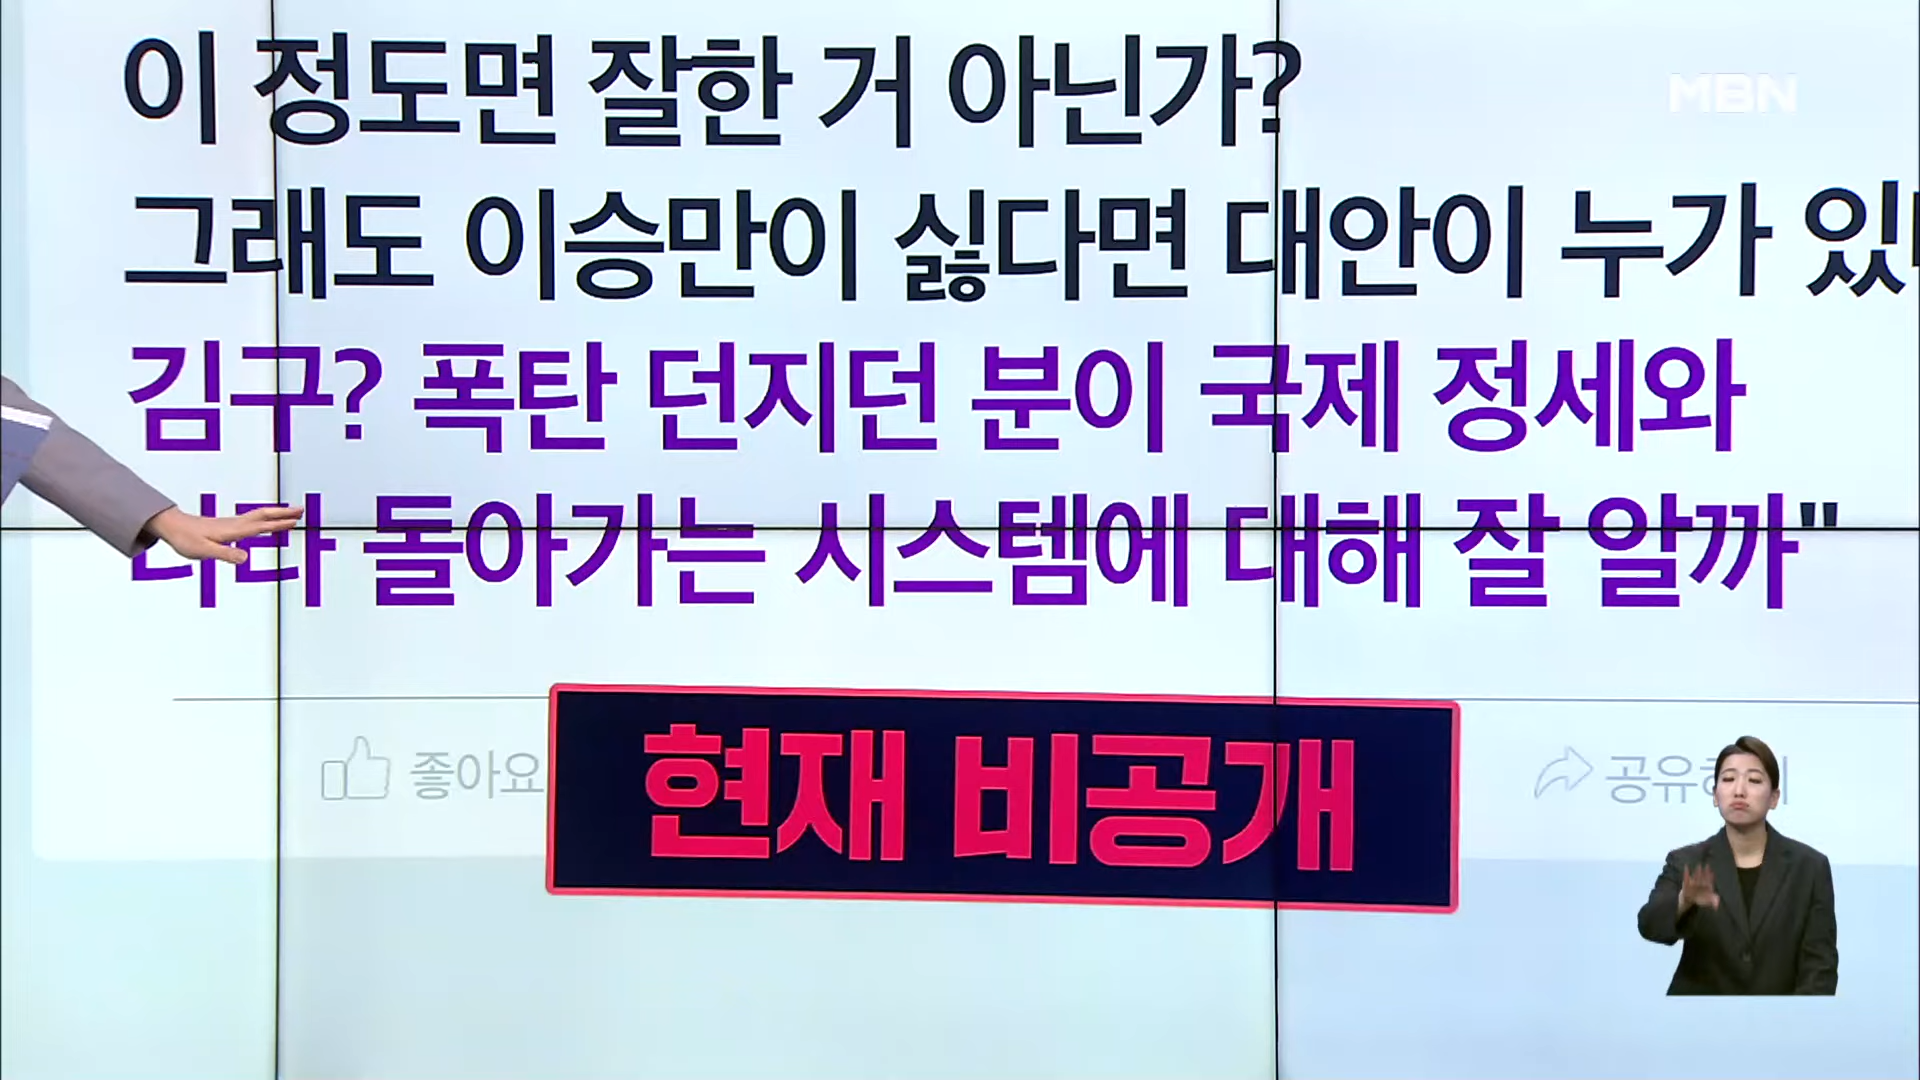 이 정도면 잘한 거 아닌가?
MBN
그래도 이승만이 싫다면 대안이 누가
김구? 폭탄 던지던 분이 국제 정세와
나라 돌아가는 시스템에 대해 잘 알까"
현재 비공개
좋아요